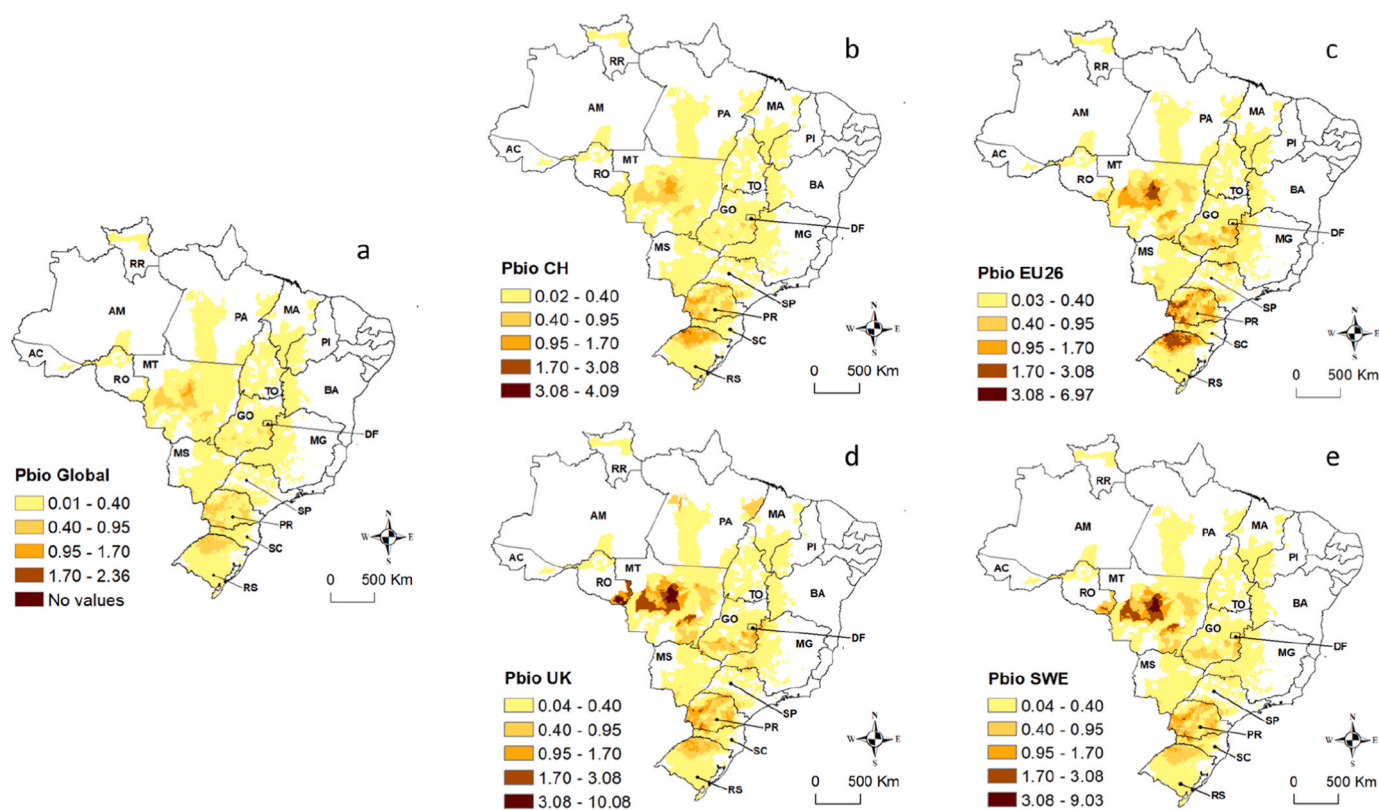 a
RR
AM
PA
MA
AC
PI
RO
MT
TO
BA
GO
DF
MS
MG
SP
PR
SC
RS
Pbio Global
0.01 - 0.40
0.40 - 0.95
0.95 - 1.70
1.70 - 2.36
No values
N
W E
S
0 500 Km
b
RR
AM
PA
MA
AC
PI
MT
RO
TO
BA
GO
DF
MS
MG
SP
PR
SC
RS
Pbio CH
0.02 - 0.40
0.40 - 0.95
0.95 - 1.70
1.70 - 3.08
3.08 - 4.09
N
W E
S
0 500 Km
c
RR
AM
PA
MA
AC
PI
MT
RO
TO
BA
GO
DF
MS
MG
SP
PR
SC
RS
Pbio EU26
0.03 - 0.40
0.40 - 0.95
0.95 - 1.70
1.70 - 3.08
3.08 - 6.97
N
W E
S
0 500 Km
d
RR
AM
PA
MA
AC
PI
MT
RO
TO
BA
GO
DF
MS
MG
SP
PR
SC
RS
Pbio UK
0.04 - 0.40
0.40 - 0.95
0.95 - 1.70
1.70 - 3.08
3.08 - 10.08
N
W E
S
0 500 Km
e
RR
AM
PA
MA
AC
PI
MT
RO
TO
BA
GO
DF
MS
MG
SP
PR
SC
RS
Pbio SWE
0.04 - 0.40
0.40 - 0.95
0.95 - 1.70
1.70 - 3.08
3.08 - 9.03
N
W E
S
0 500 Km